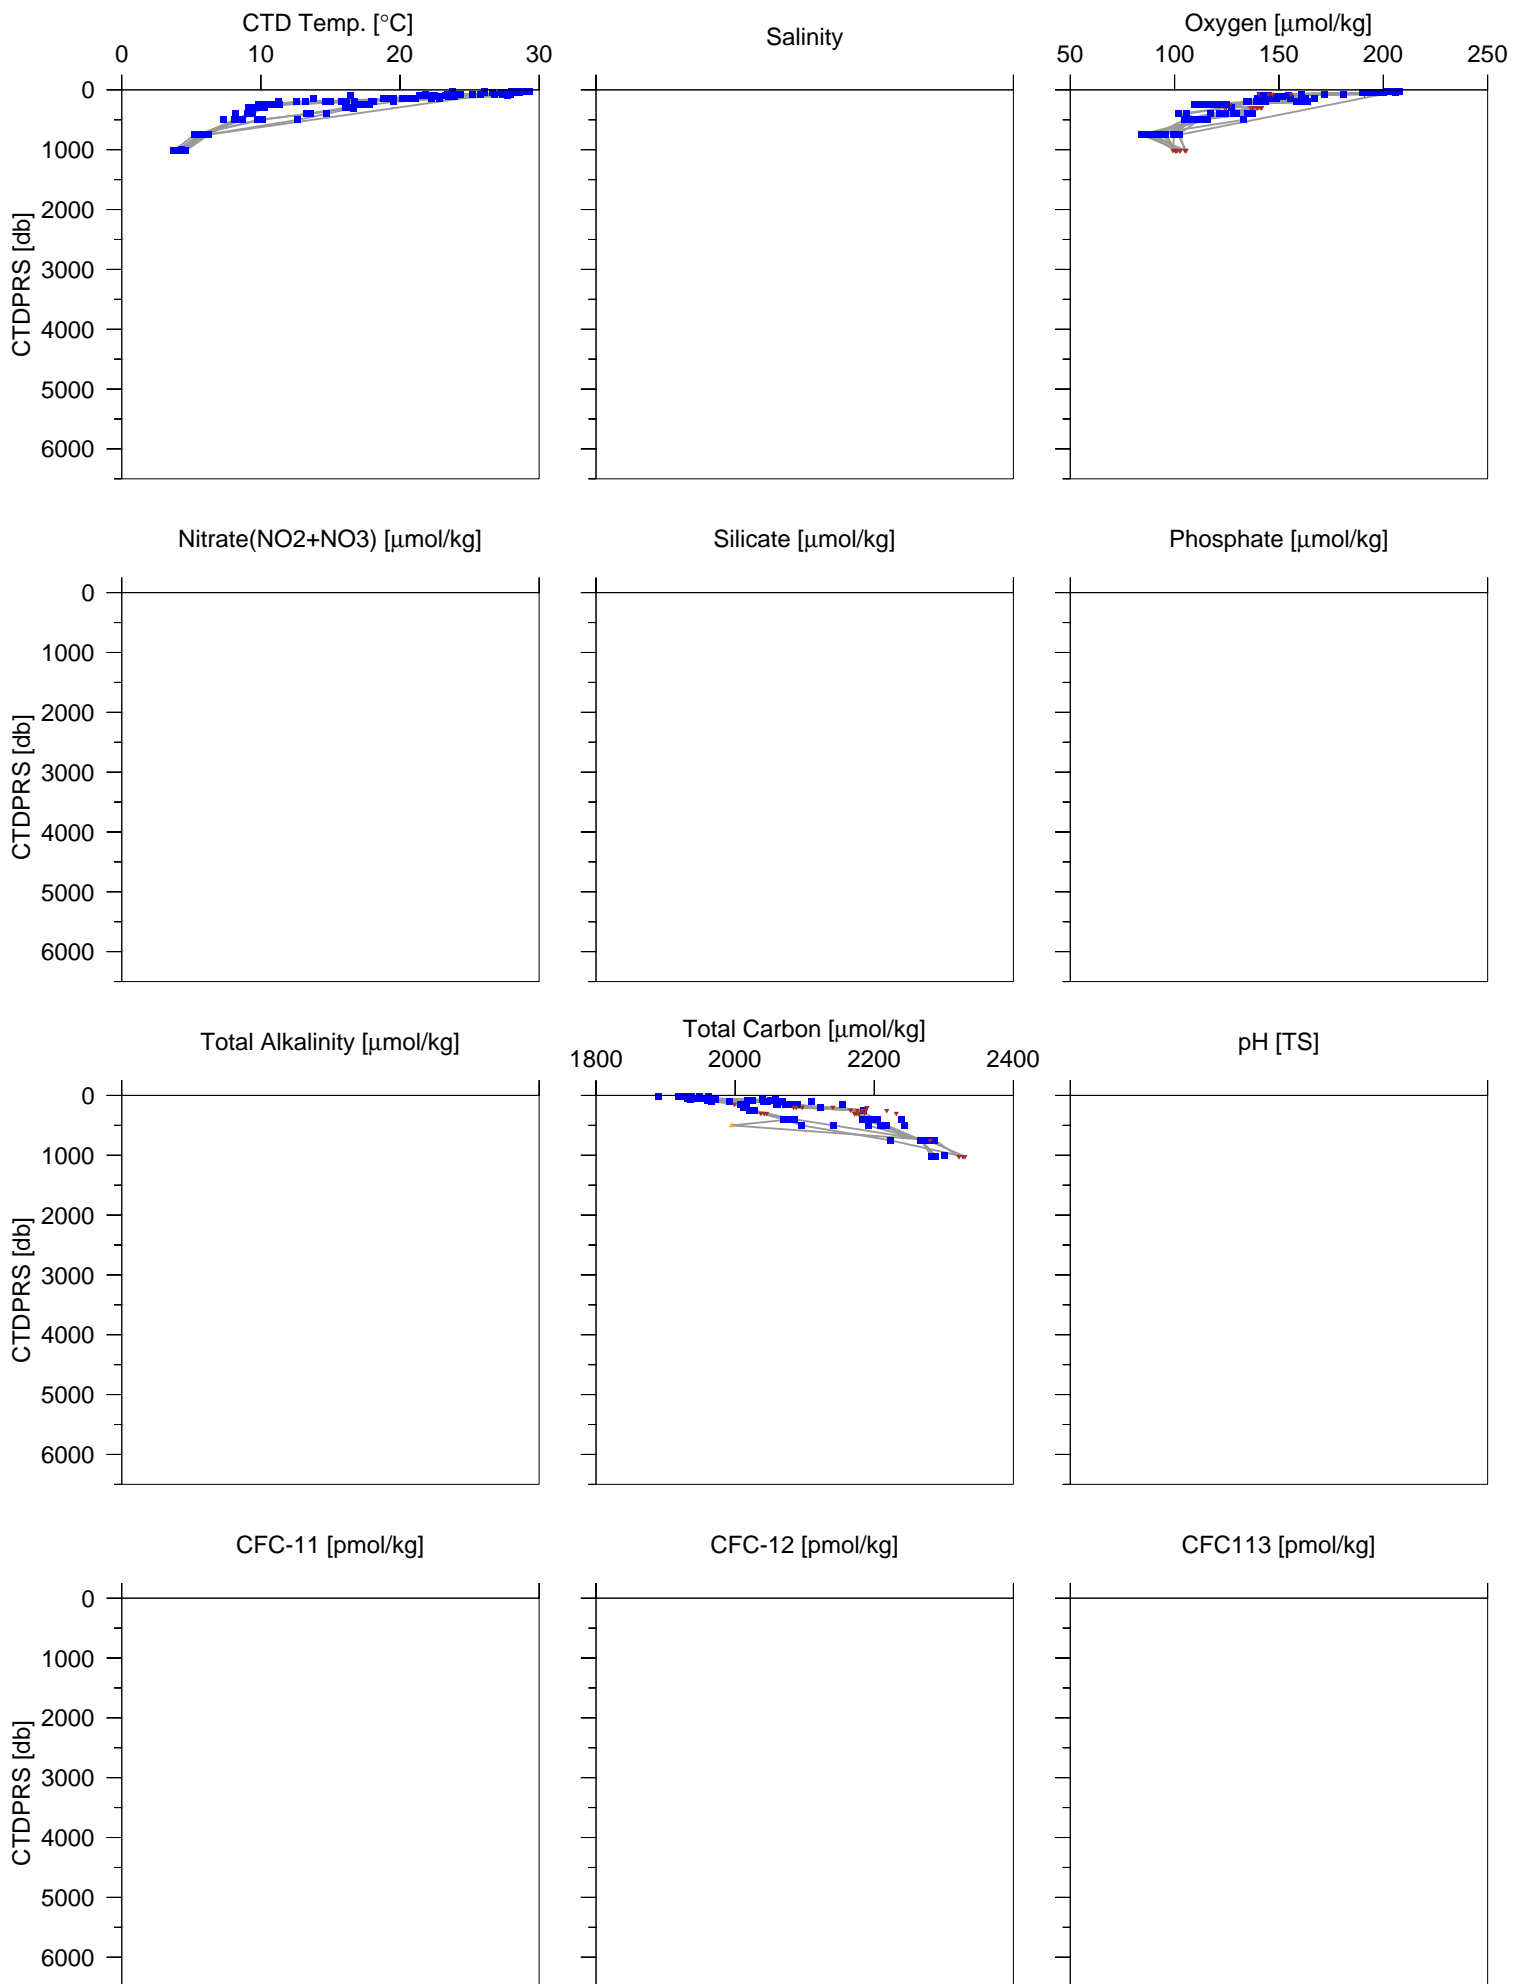 CTD Temp. [°C]
Salinity
Oxygen [μmol/kg]
0 10 20 30
50 100 150 200 250
0
1000
2000
3000
4000
5000
6000
CTDPRS [db]
Nitrate(NO2+NO3) [μmol/kg]
Silicate [μmol/kg]
Phosphate [μmol/kg]
0
1000
2000
3000
4000
5000
6000
CTDPRS [db]
Total Alkalinity [μmol/kg]
Total Carbon [μmol/kg]
pH [TS]
1800 2000 2200 2400
0
1000
2000
3000
4000
5000
6000
CTDPRS [db]
CFC-11 [pmol/kg]
CFC-12 [pmol/kg]
CFC113 [pmol/kg]
0
1000
2000
3000
4000
5000
6000
CTDPRS [db]